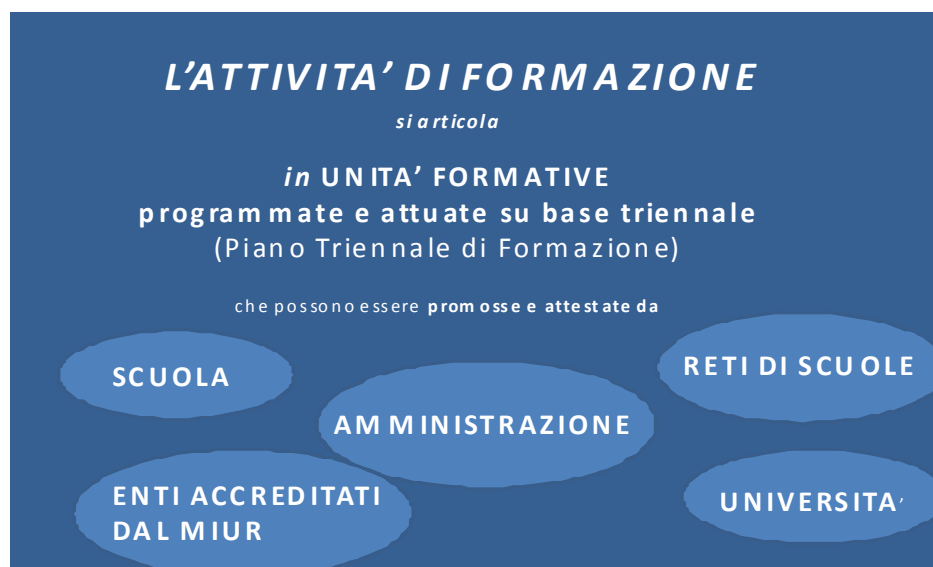 L'ATTIVITA' DI FORMAZIONE
si articola
in UNITA' FORMATIVE
programmate e attuate su base triennale
(Piano Triennale di Formazione)
che possono essere promosse e attestate da
SCUOLA
RETI DI SCUOLE
AMMINISTRAZIONE
ENTI ACCREDITATI
DAL MIUR
UNIVERSITA'